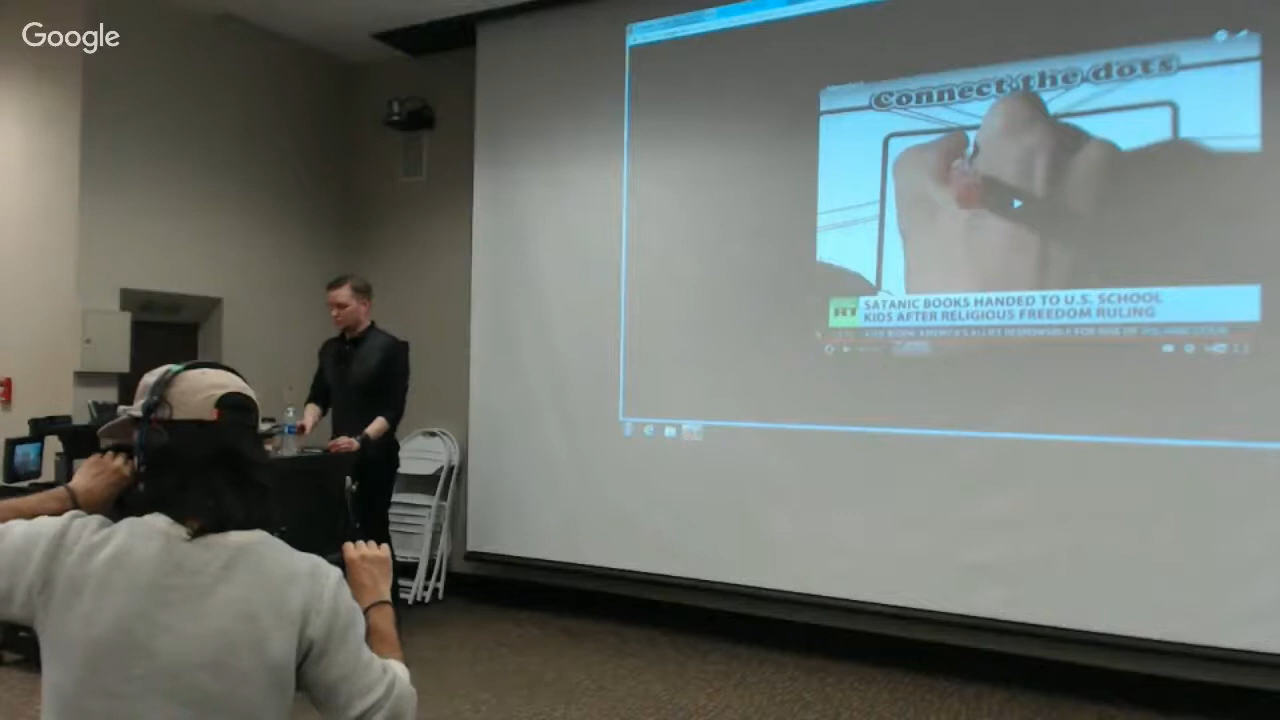 Google
Connect the dots
RT
SATANIC BOOKS HANDED TO U.S. SCHOOL
KIDS AFTER RELIGIOUS FREEDOM RULING